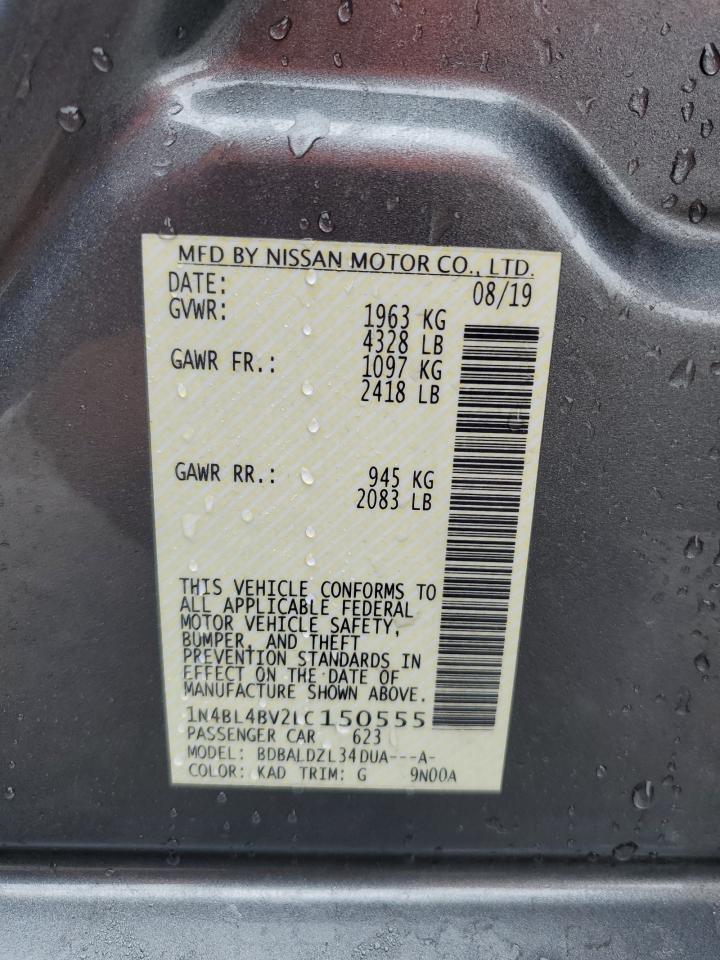 MFD BY NISSAN MOTOR CO., LTD.
DATE: 08/19
GVWR: 1963 KG
4328 LB
GAWR FR.: 1097 KG
2418 LB
GAWR RR.: 945 KG
2083 LB
THIS VEHICLE CONFORMS TO
ALL APPLICABLE FEDERAL
MOTOR VEHICLE SAFETY,
BUMPER, AND THEFT
PREVENTION STANDARDS IN
EFFECT ON THE DATE OF
MANUFACTURE SHOWN ABOVE.
1N4BL4BV2LC150555
PASSENGER CAR 623
MODEL: BDBALDZL34DUA---A-
COLOR: KAD TRIM: G 9N00A